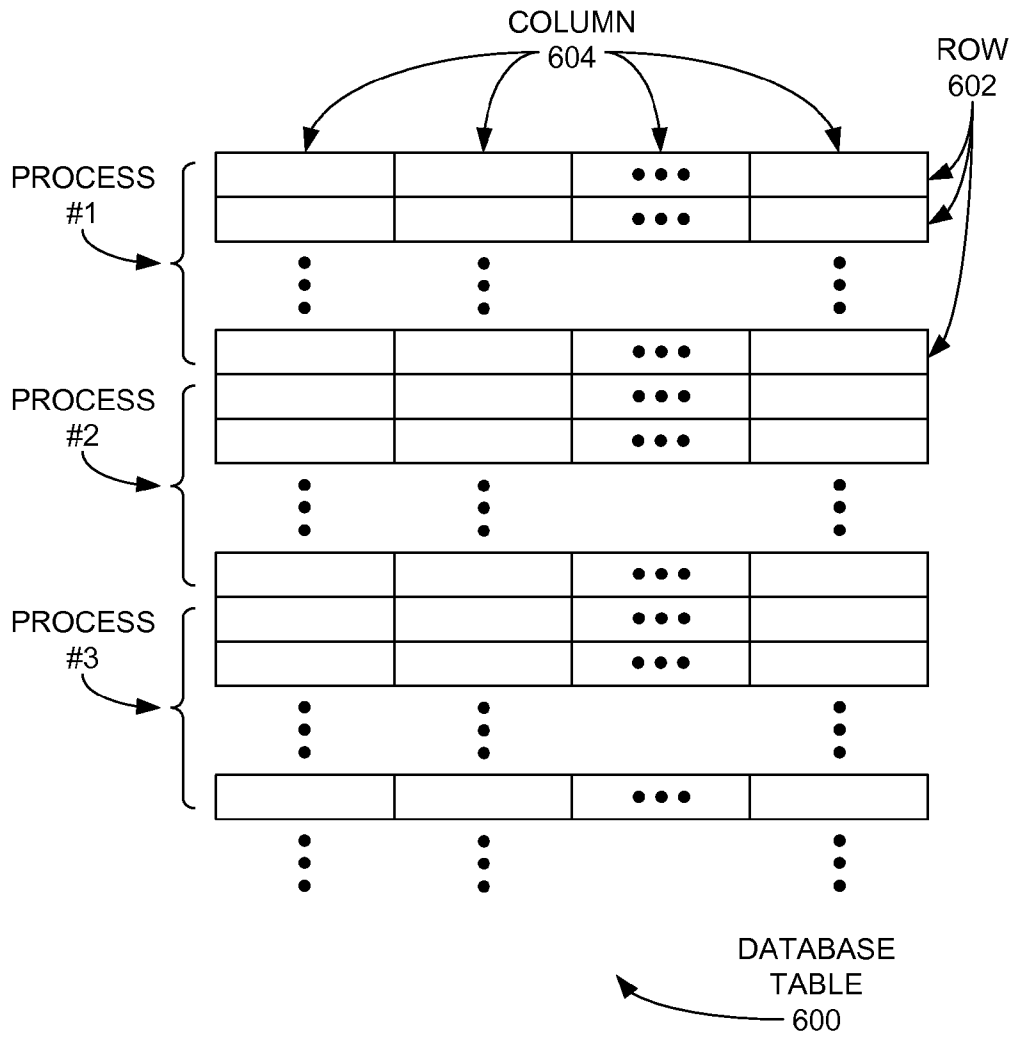 COLUMN
604
ROW
602
PROCESS
#1
PROCESS
#2
PROCESS
#3
DATABASE
TABLE
600